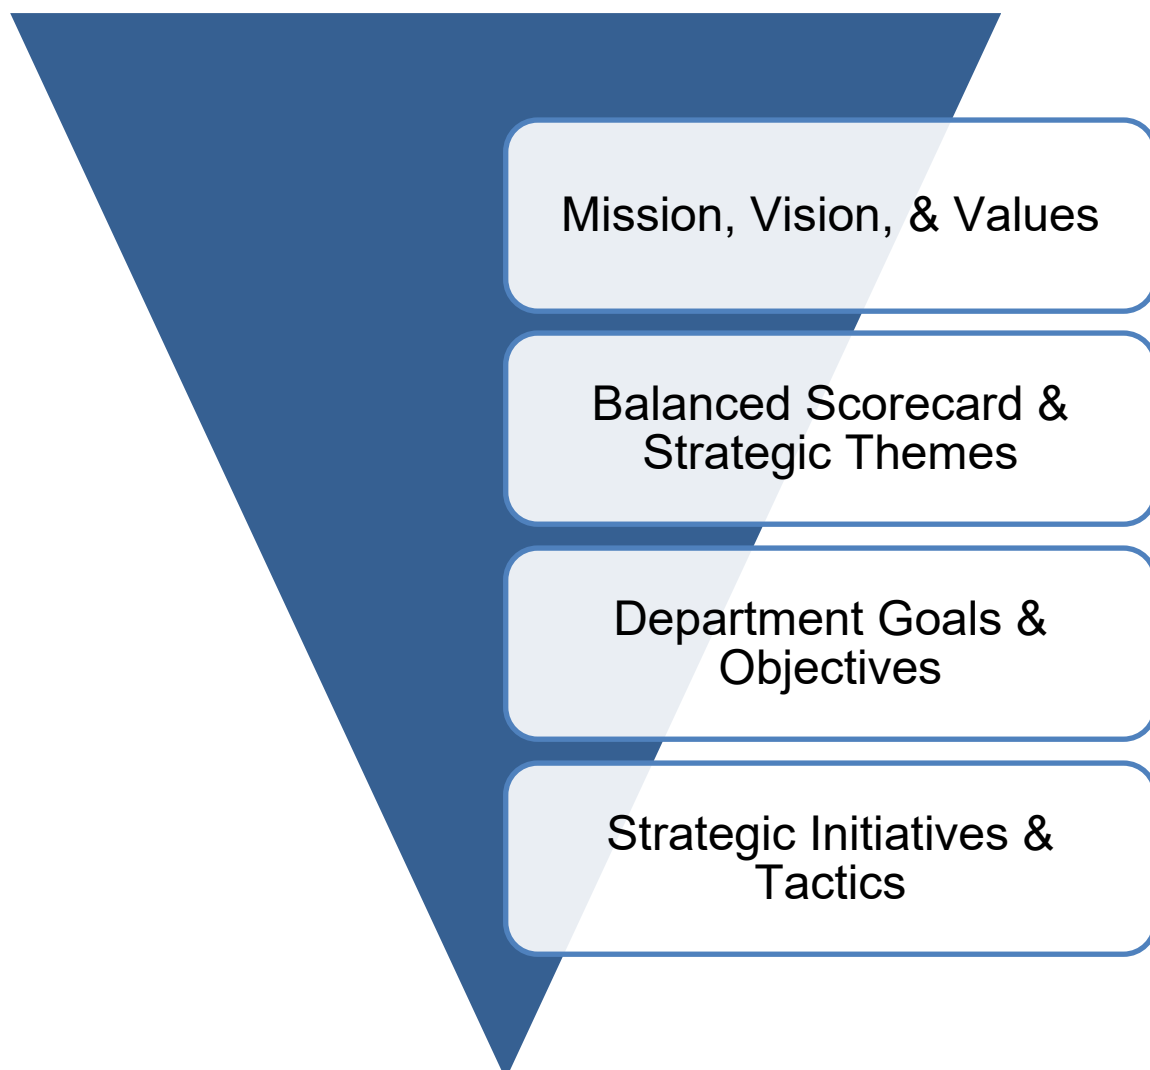 Mission, Vision, & Values
Balanced Scorecard &
Strategic Themes
Department Goals &
Objectives
Strategic Initiatives &
Tactics